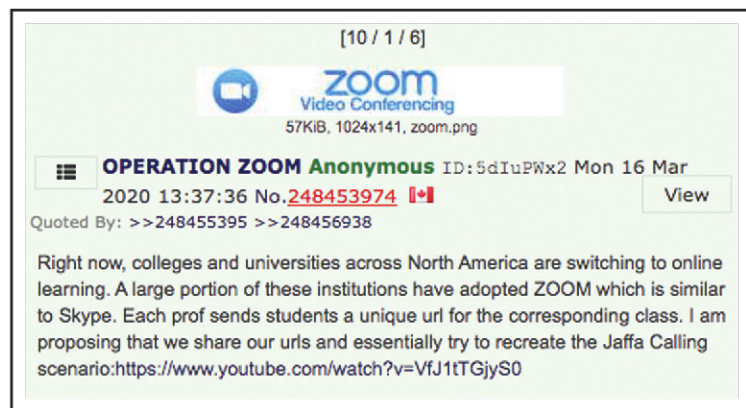 [10 / 1 / 6]
zoom
Video Conferencing
57KiB, 1024x141, zoom.png
OPERATION ZOOM Anonymous ID:5dIuPWx2 Mon 16 Mar
2020 13:37:36 No.248453974
View
Quoted By: >>248455395 >>248456938
Right now, colleges and universities across North America are switching to online
learning. A large portion of these institutions have adopted ZOOM which is similar
to Skype. Each prof sends students a unique url for the corresponding class. I am
proposing that we share our urls and essentially try to recreate the Jaffa Calling
scenario:https://www.youtube.com/watch?v=VfJ1tTGjyS0